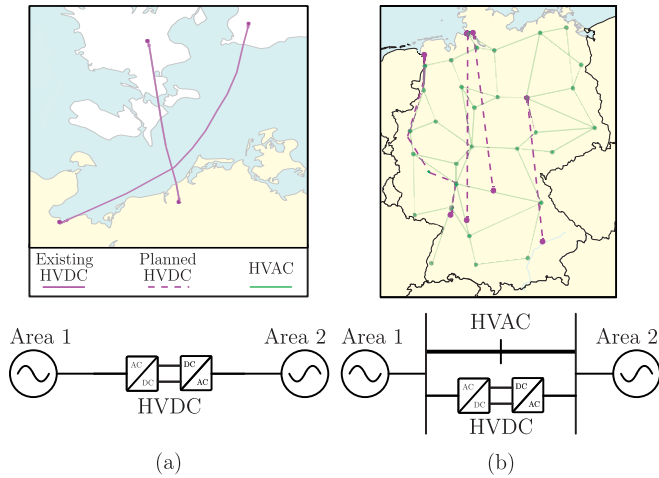 Existing
HVDC
Planned
HVDC
HVAC
Area 1
Area 2
AC
DC
DC
AC
HVDC
(a)
Area 1
Area 2
HVAC
AC
DC
DC
AC
HVDC
(b)